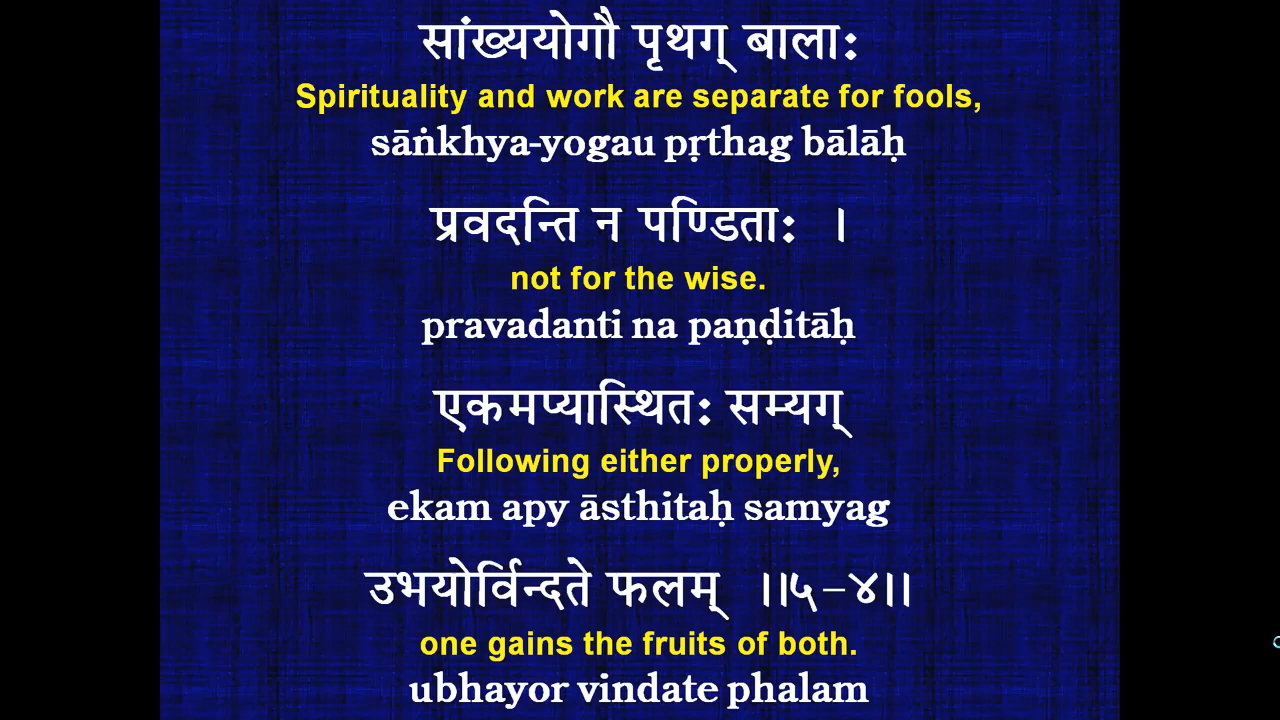 सांख्ययोगौ पृथग् बालाः
Spirituality and work are separate for fools,
sāṅkhya-yogau pṛthag bālāḥ
प्रवदन्ति न पण्डिताः ।
not for the wise.
pravadanti na paṇḍitāḥ
एकमप्यास्थितः सम्यग्
Following either properly,
ekam apy āsthitaḥ samyag
उभयोर्विन्दते फलम् ।।५-४।।
one gains the fruits of both.
ubhayor vindate phalam